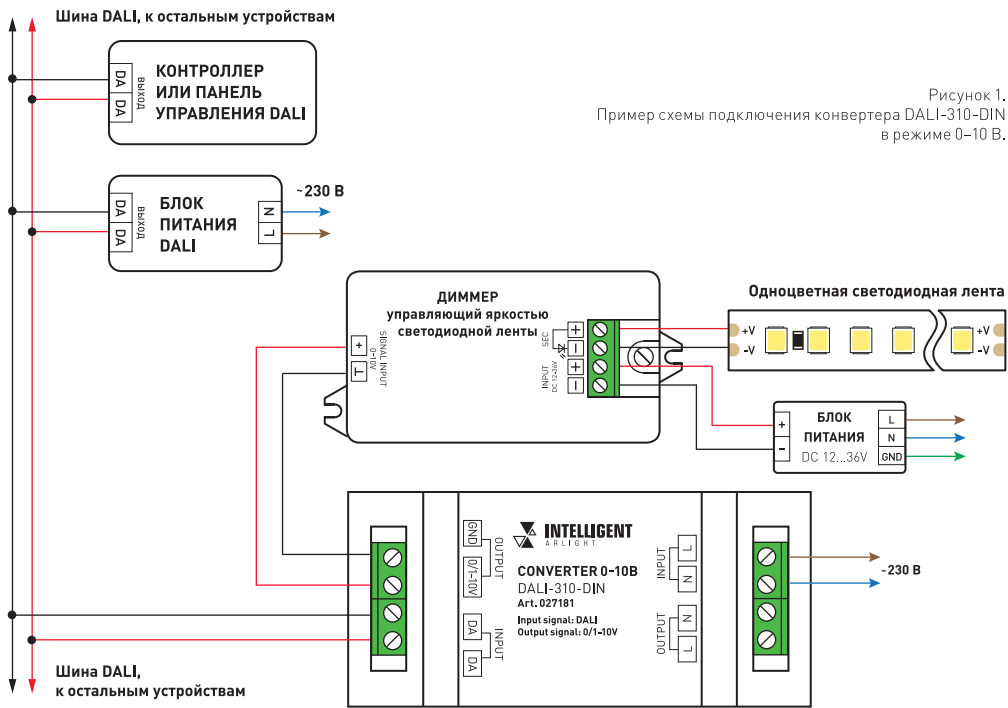 Шина DALI, к остальным устройствам
КОНТРОЛЛЕР
ИЛИ ПАНЕЛЬ
УПРАВЛЕНИЯ DALI
DA
DA
ВЫХОД
Рисунок 1.
Пример схемы подключения конвертера DALI-310-DIN
в режиме 0–10 В.
БЛОК
ПИТАНИЯ
DALI
DA
DA
ВЫХОД
N
L
~230 В
ДИММЕР
управляющий яркостью
светодиодной ленты
+
T
SIGNAL INPUT
0-10V
SEC
+
−
INPUT
DC 12-36V
+
−
Одноцветная светодиодная лента
+V
-V
+V
-V
БЛОК
ПИТАНИЯ
DC 12...36V
+
−
L
N
GND
INTELLIGENT
ARLIGHT
CONVERTER 0-10В
DALI-310-DIN
Art. 027181
Input signal: DALI
Output signal: 0/1-10V
GND
0/1-10V
OUTPUT
DA
DA
INPUT
INPUT
L
N
OUTPUT
N
L
~230 В
Шина DALI,
к остальным устройствам